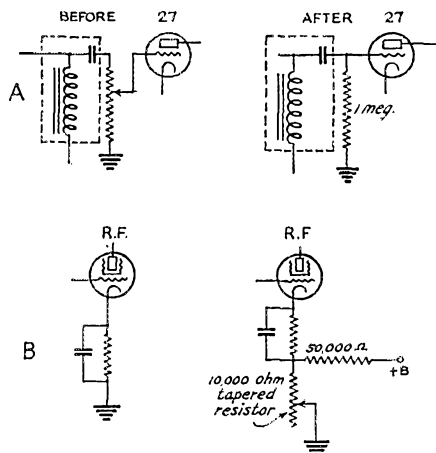 BEFORE 27
AFTER 27
A
1 meg.
R.F.
R.F
B
50,000 Ω
+B
10,000 ohm
tapered
resistor